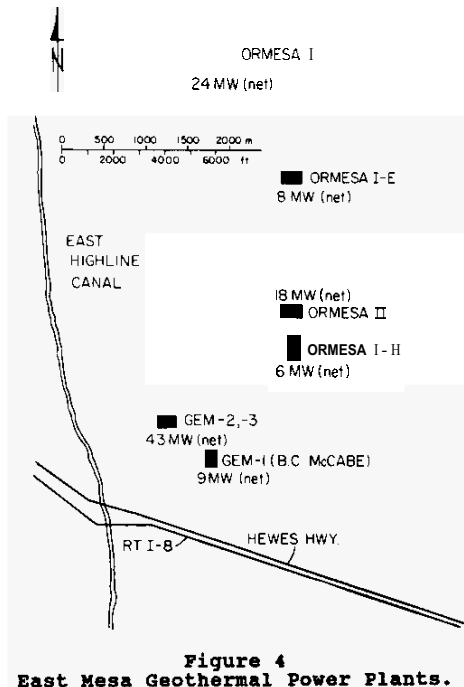 N
ORMESA I
24 MW (net)
0 500 1000 1500 2000 m
0 2000 4000 6000 ft
ORMESA I-E
8 MW (net)
EAST
HIGHLINE
CANAL
18 MW (net)
ORMESA II
ORMESA I-H
6 MW (net)
GEM-2,-3
43 MW (net)
GEM-1 (B.C. McCABE)
9 MW (net)
RT I-8
HEWES HWY.
Figure 4
East Mesa Geothermal Power Plants.